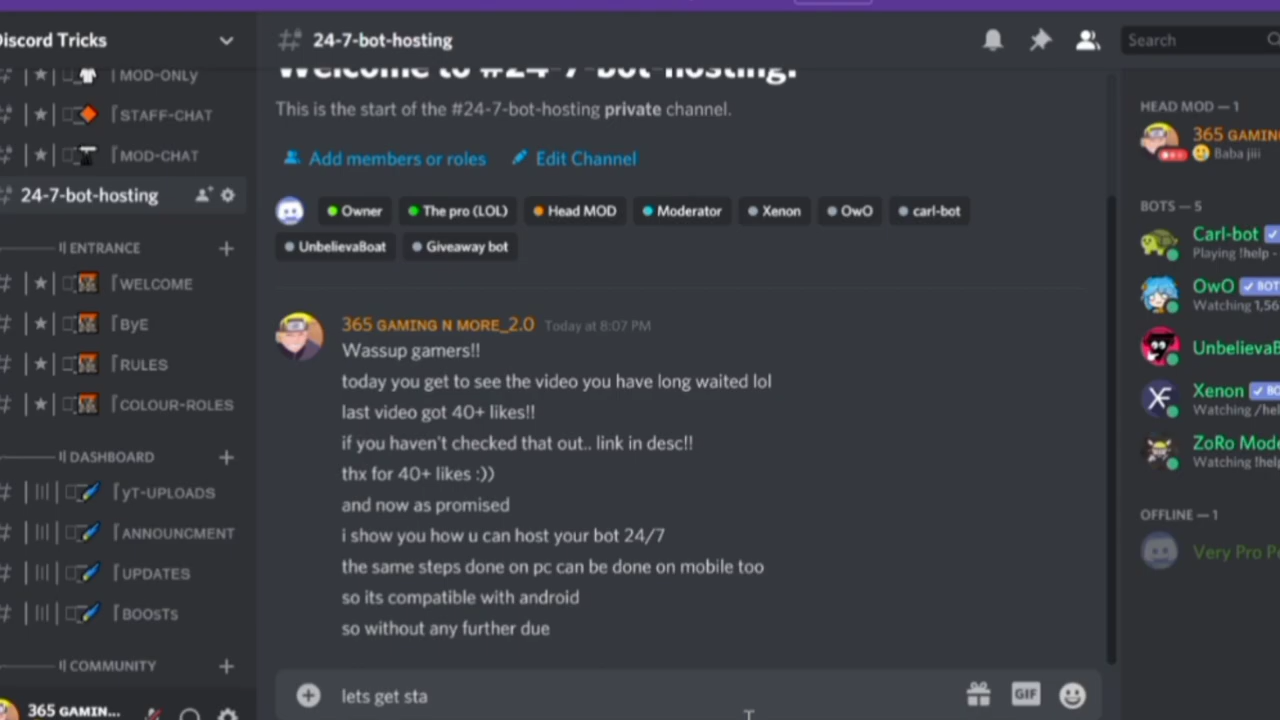 Discord Tricks
MOD-ONLy
STAFF-CHAT
MOD-CHAT
24-7-bot-hosting
ENTRANCE
WELCOME
ByE
RULES
COLOUR-ROLES
DASHBOARD
yT-UPLOADS
ANNOUNCMENT
UPDATES
BOOSTs
COMMUNITY
365 GAMIN...
24-7-bot-hosting
Welcome to #24-7-bot-hosting!
This is the start of the #24-7-bot-hosting private channel.
Add members or roles Edit Channel
Owner The pro (LOL) Head MOD Moderator Xenon OwO carl-bot
UnbelievaBoat Giveaway bot
365 GAMING N MORE_2.0 Today at 8:07 PM
Wassup gamers!!
today you get to see the video you have long waited lol
last video got 40+ likes!!
if you haven't checked that out.. link in desc!!
thx for 40+ likes :))
and now as promised
i show you how u can host your bot 24/7
the same steps done on pc can be done on mobile too
so its compatible with android
so without any further due
lets get sta
GIF
Search
HEAD MOD — 1
365 GAMING
Baba jiii
BOTS — 5
Carl-bot
Playing !help -
OwO BOT
Watching 1,56
UnbelievaB
Xenon BO
Watching /hel
ZoRo Mode
Watching !help
OFFLINE — 1
Very Pro P